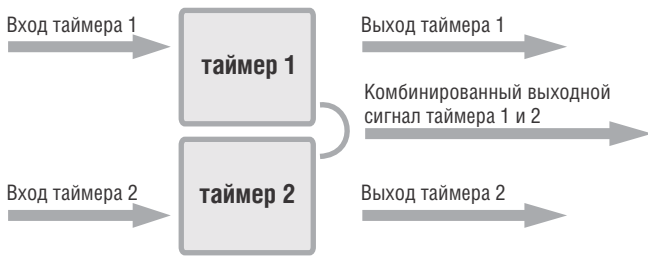 Вход таймера 1
таймер 1
Выход таймера 1
Комбинированный выходной
сигнал таймера 1 и 2
Вход таймера 2
таймер 2
Выход таймера 2